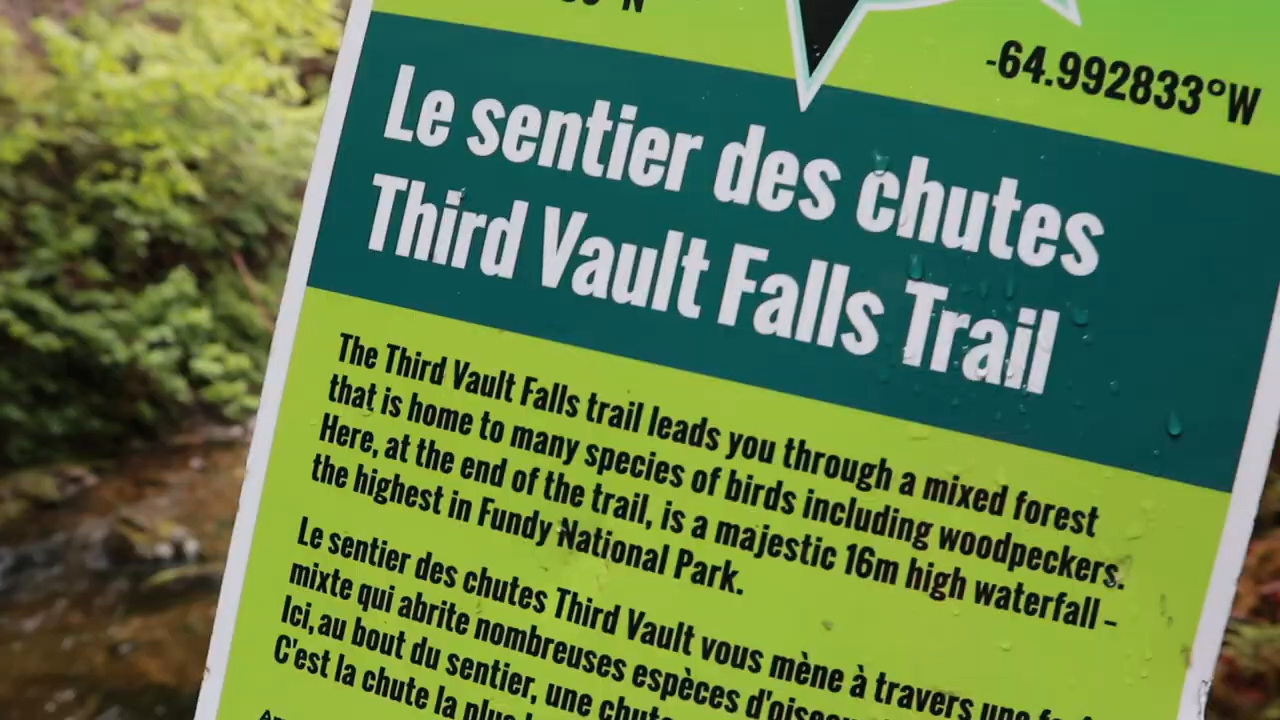 -64.992833°W
Le sentier des chutes
Third Vault Falls Trail
The Third Vault Falls trail leads you through a mixed forest
that is home to many species of birds including woodpeckers.
Here, at the end of the trail, is a majestic 16m high waterfall -
the highest in Fundy National Park.
Le sentier des chutes Third Vault vous mène à travers une
mixte qui abrite nombreuses espèces
Ici, au bout du sentier, une
C'est la chute la plus